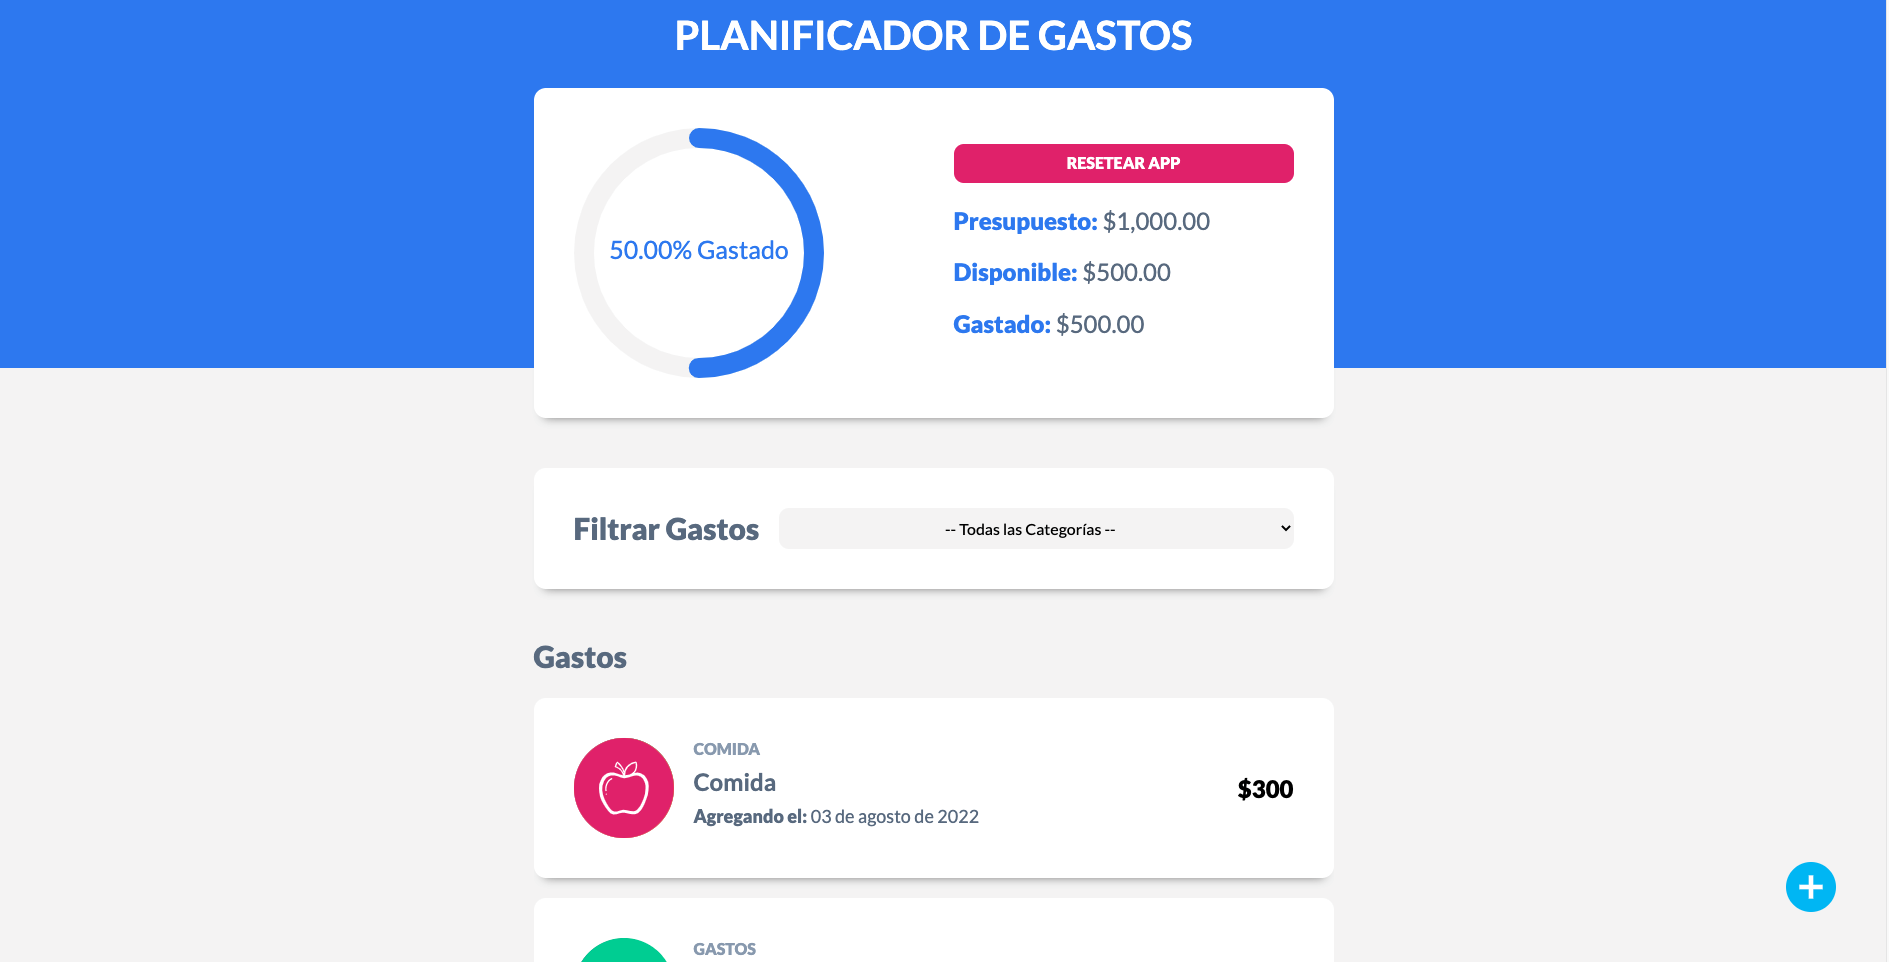 PLANIFICADOR DE GASTOS
50.00% Gastado
RESETEAR APP
Presupuesto: $1,000.00
Disponible: $500.00
Gastado: $500.00
Filtrar Gastos
-- Todas las Categorías --
Gastos
COMIDA
Comida
Agregando el: 03 de agosto de 2022
$300
GASTOS